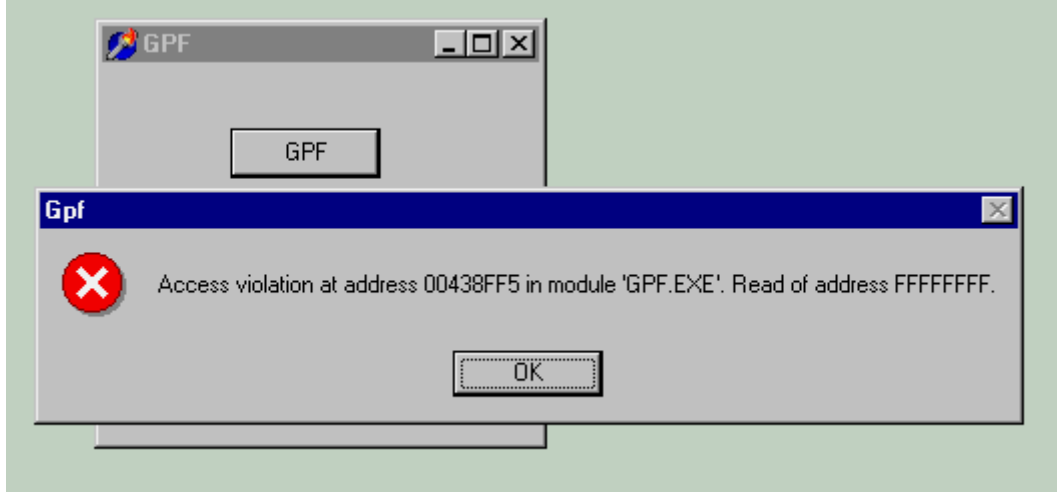 GPF
GPF
Gpf
Access violation at address 00438FF5 in module 'GPF.EXE'. Read of address FFFFFFFF.
OK